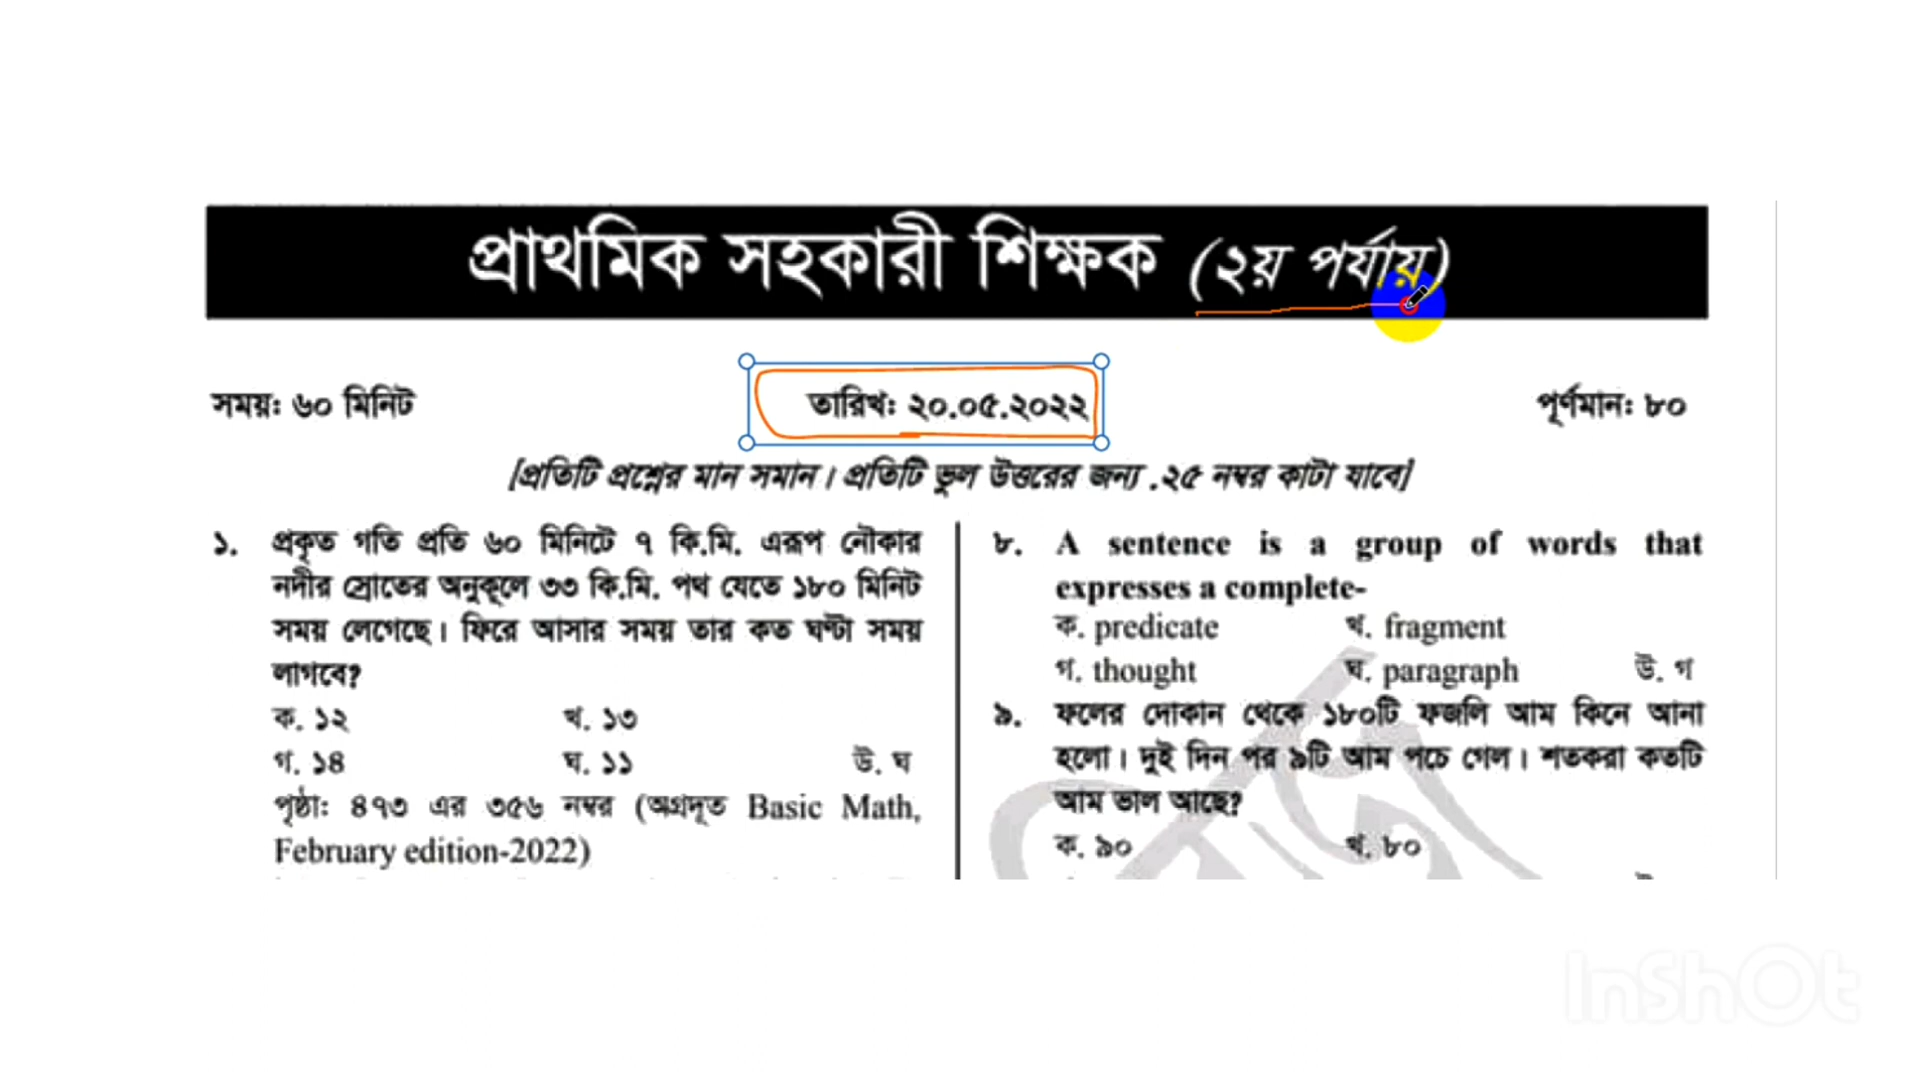 প্রাথমিক সহকারী শিক্ষক (২য় পর্যায়)
সময়: ৬০ মিনিট
তারিখ: ২০.০৫.২০২২
পূর্ণমান: ৮০
[প্রতিটি প্রশ্নের মান সমান। প্রতিটি ভুল উত্তরের জন্য .২৫ নম্বর কাটা যাবে]
১. প্রকৃত গতি প্রতি ৬০ মিনিটে ৭ কি.মি. এরূপ নৌকার
নদীর স্রোতের অনুকূলে ৩৩ কি.মি. পথ যেতে ১৮০ মিনিট
সময় লেগেছে। ফিরে আসার সময় তার কত ঘণ্টা সময়
লাগবে?
ক. ১২ খ. ১৩
গ. ১৪ ঘ. ১১ উ. ঘ
পৃষ্ঠা: ৪৭৩ এর ৩৫৬ নম্বর (অগ্রদূত Basic Math,
February edition-2022)
৮. A sentence is a group of words that
expresses a complete-
ক. predicate খ. fragment
গ. thought ঘ. paragraph উ. গ
৯. ফলের দোকান থেকে ১৮০টি ফজলি আম কিনে আনা
হলো। দুই দিন পর ৯টি আম পচে গেল। শতকরা কতটি
আম ভাল আছে?
ক. ৯০ খ. ৮০
InShOt